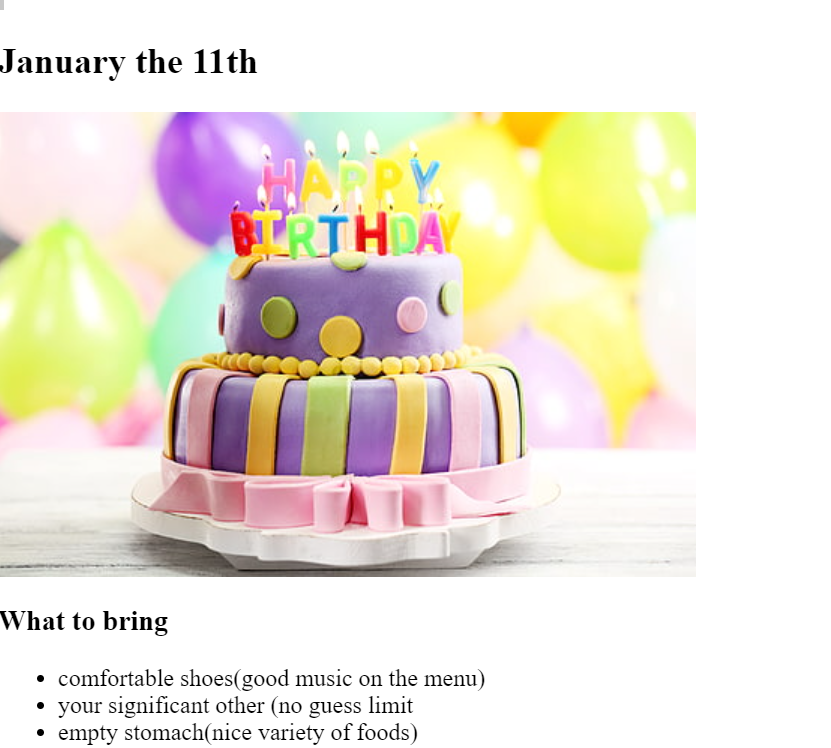 January the 11th
HAPPY
BIRTHDAY
What to bring
comfortable shoes(good music on the menu)
your significant other (no guess limit
empty stomach(nice variety of foods)